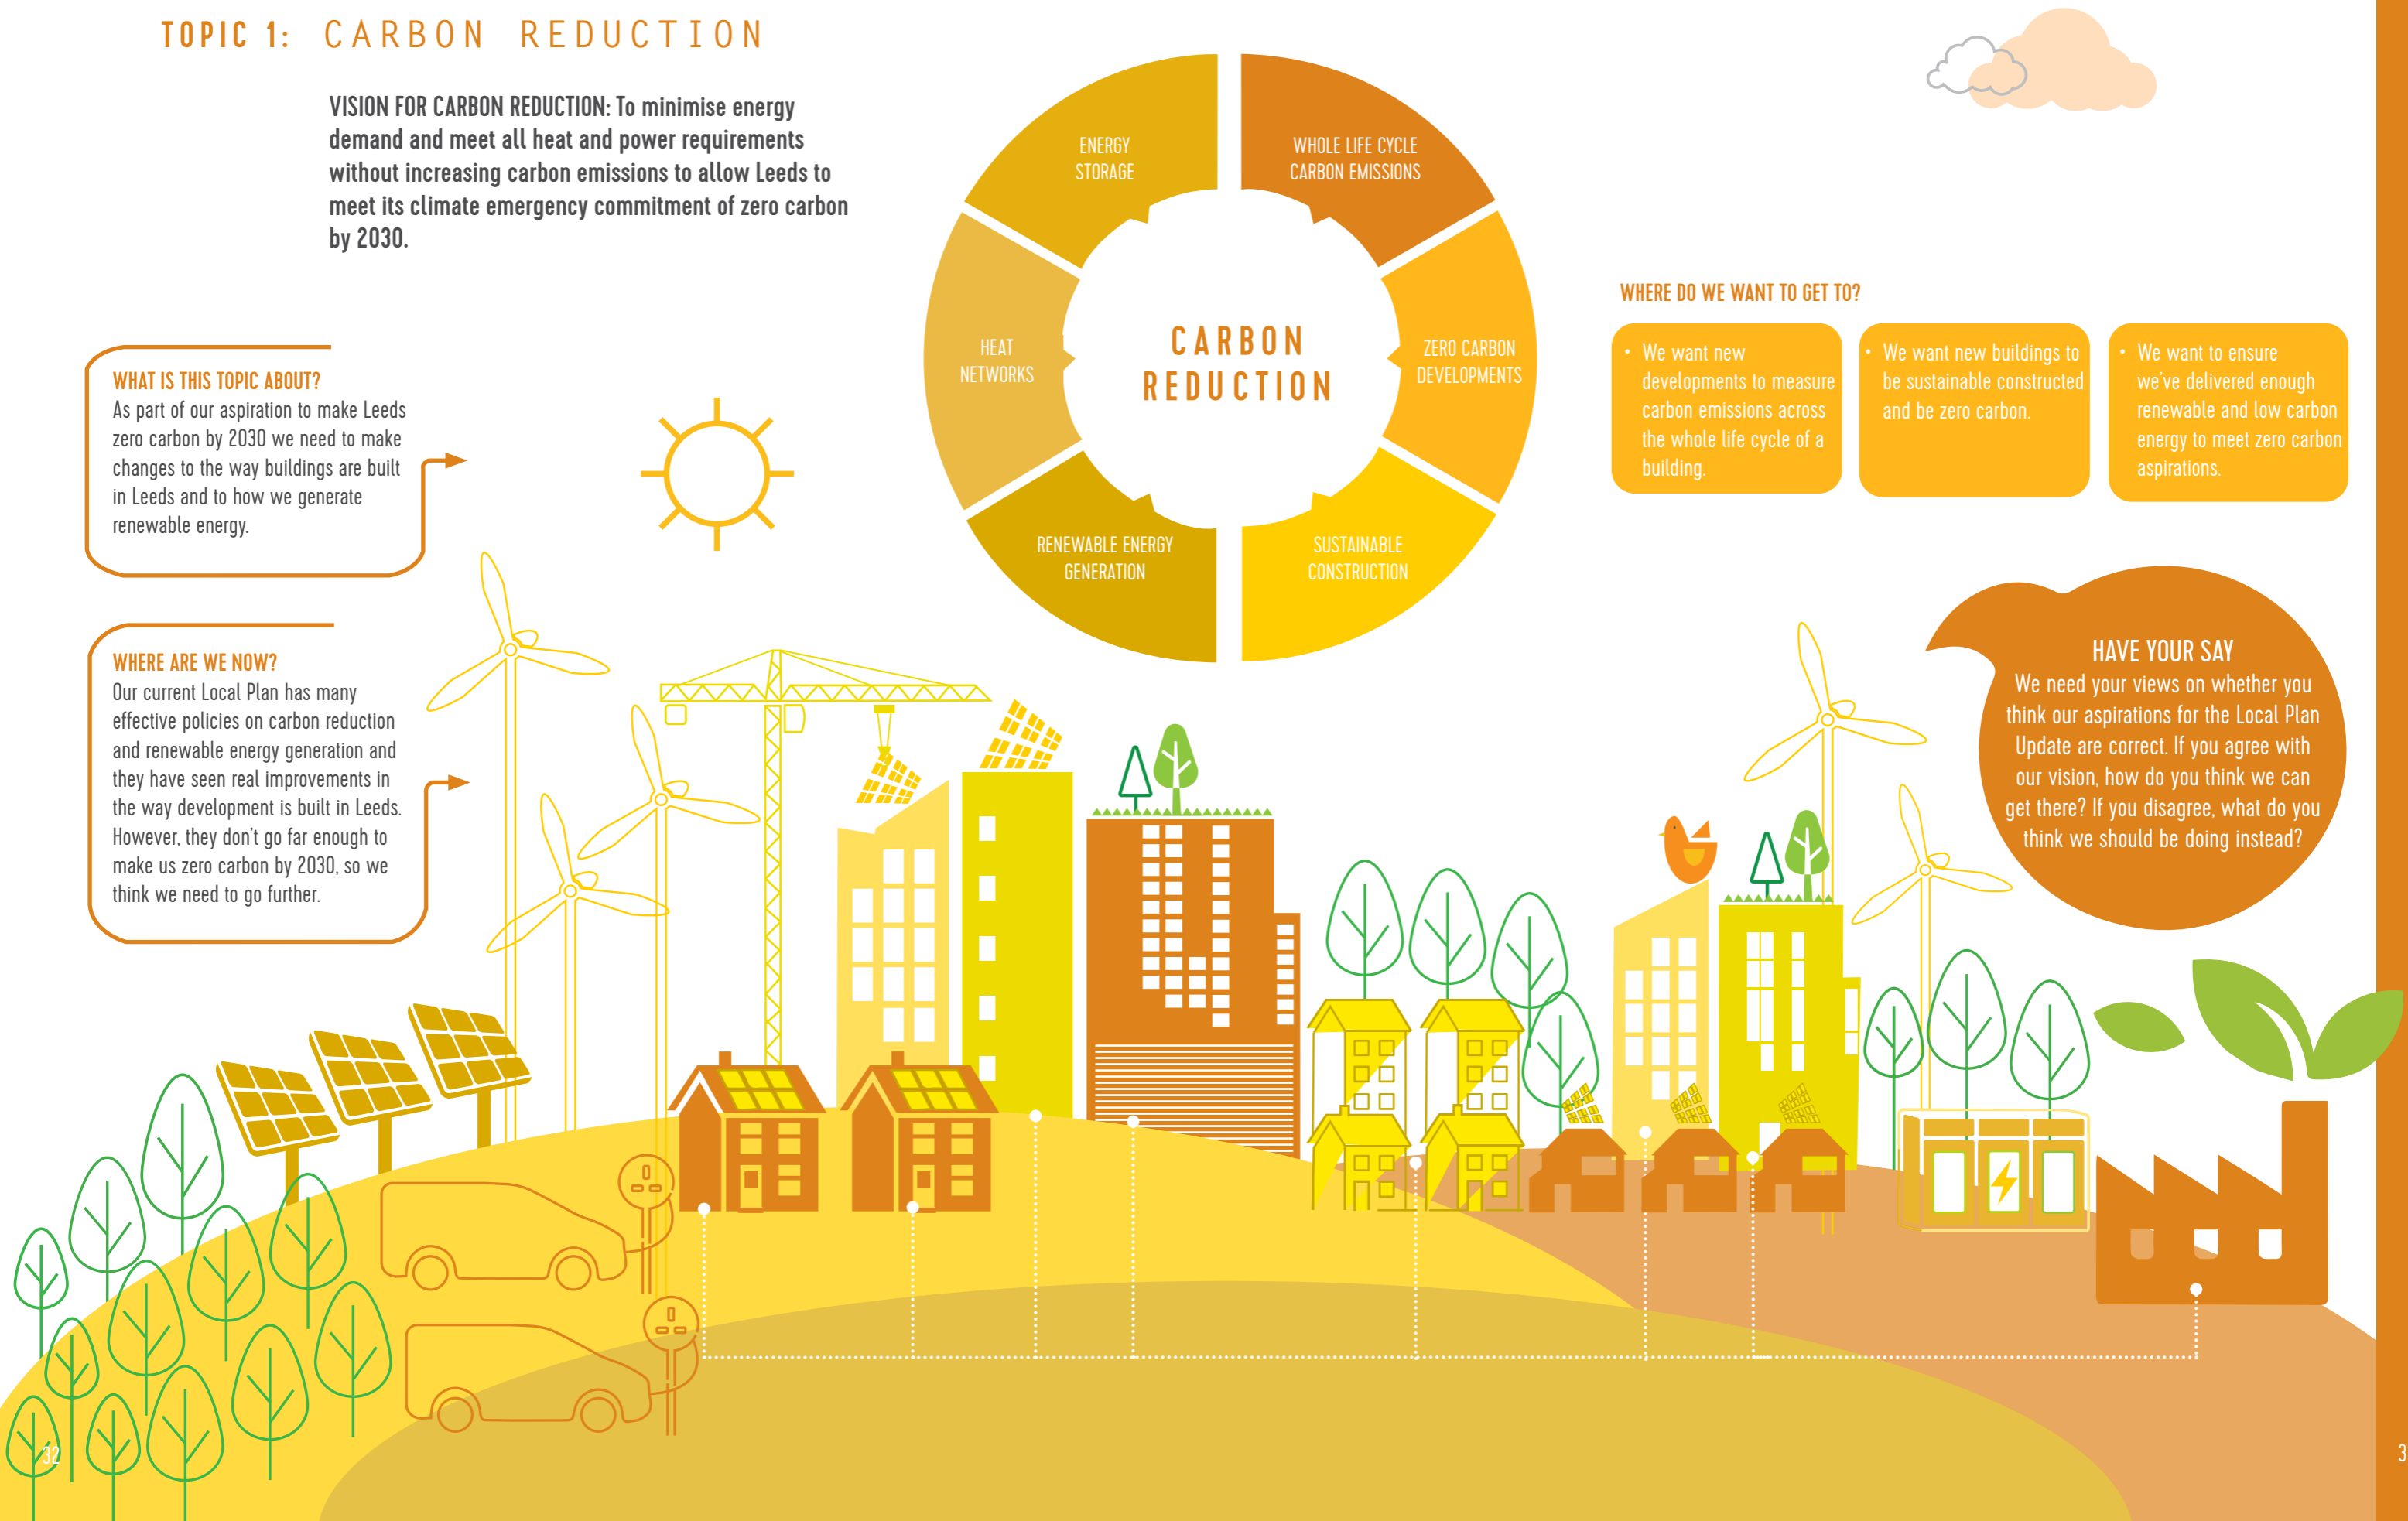 TOPIC 1: CARBON REDUCTION
VISION FOR CARBON REDUCTION: To minimise energy
demand and meet all heat and power requirements
without increasing carbon emissions to allow Leeds to
meet its climate emergency commitment of zero carbon
by 2030.
WHAT IS THIS TOPIC ABOUT?
As part of our aspiration to make Leeds
zero carbon by 2030 we need to make
changes to the way buildings are built
in Leeds and to how we generate
renewable energy.
WHERE ARE WE NOW?
Our current Local Plan has many
effective policies on carbon reduction
and renewable energy generation and
they have seen real improvements in
the way development is built in Leeds.
However, they don't go far enough to
make us zero carbon by 2030, so we
think we need to go further.
ENERGY
STORAGE
WHOLE LIFE CYCLE
CARBON EMISSIONS
HEAT
NETWORKS
CARBON
REDUCTION
ZERO CARBON
DEVELOPMENTS
RENEWABLE ENERGY
GENERATION
SUSTAINABLE
CONSTRUCTION
WHERE DO WE WANT TO GET TO?
• We want new
developments to measure
carbon emissions across
the whole life cycle of a
building.
• We want new buildings to
be sustainable constructed
and be zero carbon.
• We want to ensure
we've delivered enough
renewable and low carbon
energy to meet zero carbon
aspirations.
HAVE YOUR SAY
We need your views on whether you
think our aspirations for the Local Plan
Update are correct. If you agree with
our vision, how do you think we can
get there? If you disagree, what do you
think we should be doing instead?
32
3